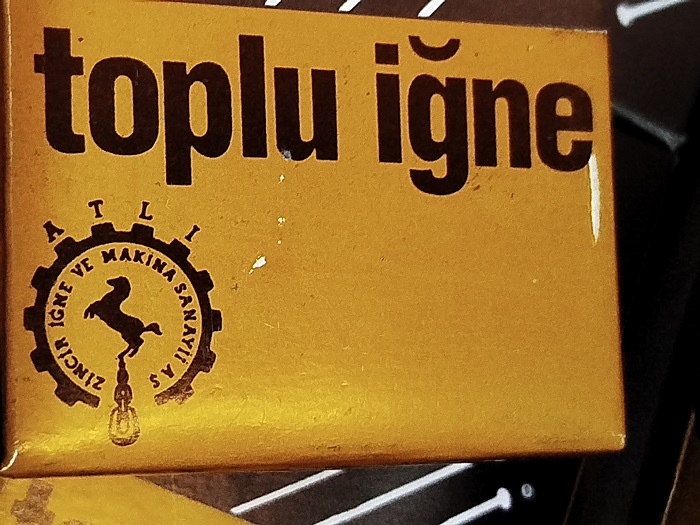 toplu iğne
ATLI
ZİNCİR İĞNE VE MAKİNA SANAYİİ A.Ş